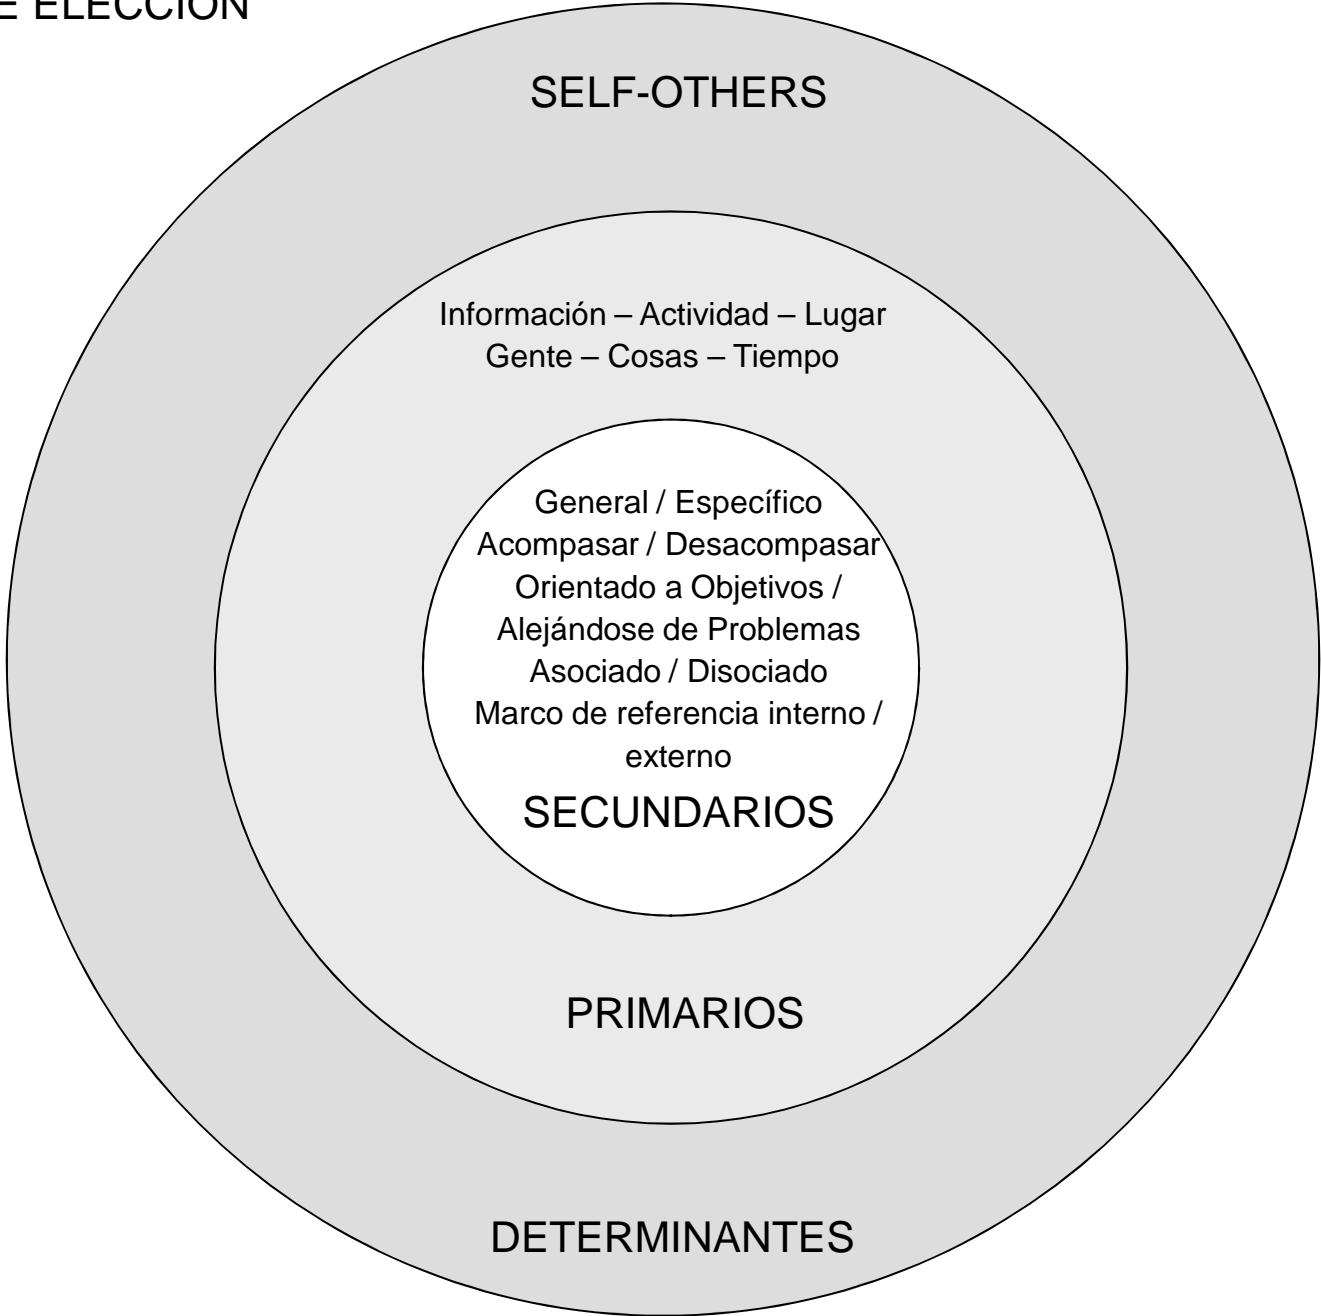 E ELECCIÓN
SELF-OTHERS
Información – Actividad – Lugar
Gente – Cosas – Tiempo
General / Específico
Acompasar / Desacompasar
Orientado a Objetivos /
Alejándose de Problemas
Asociado / Disociado
Marco de referencia interno /
externo
SECUNDARIOS
PRIMARIOS
DETERMINANTES